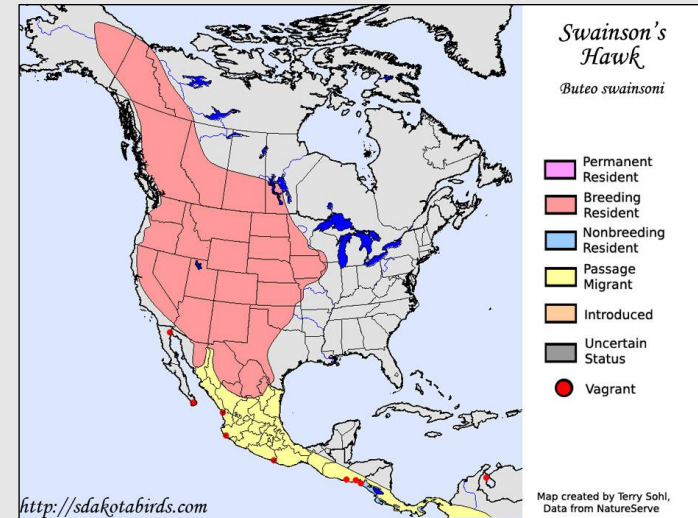 Swainson's
Hawk
Buteo swainsoni
Permanent
Resident
Breeding
Resident
Nonbreeding
Resident
Passage
Migrant
Introduced
Uncertain
Status
Vagrant
Map created by Terry Sohl,
Data from NatureServe
http://sdakotabirds.com